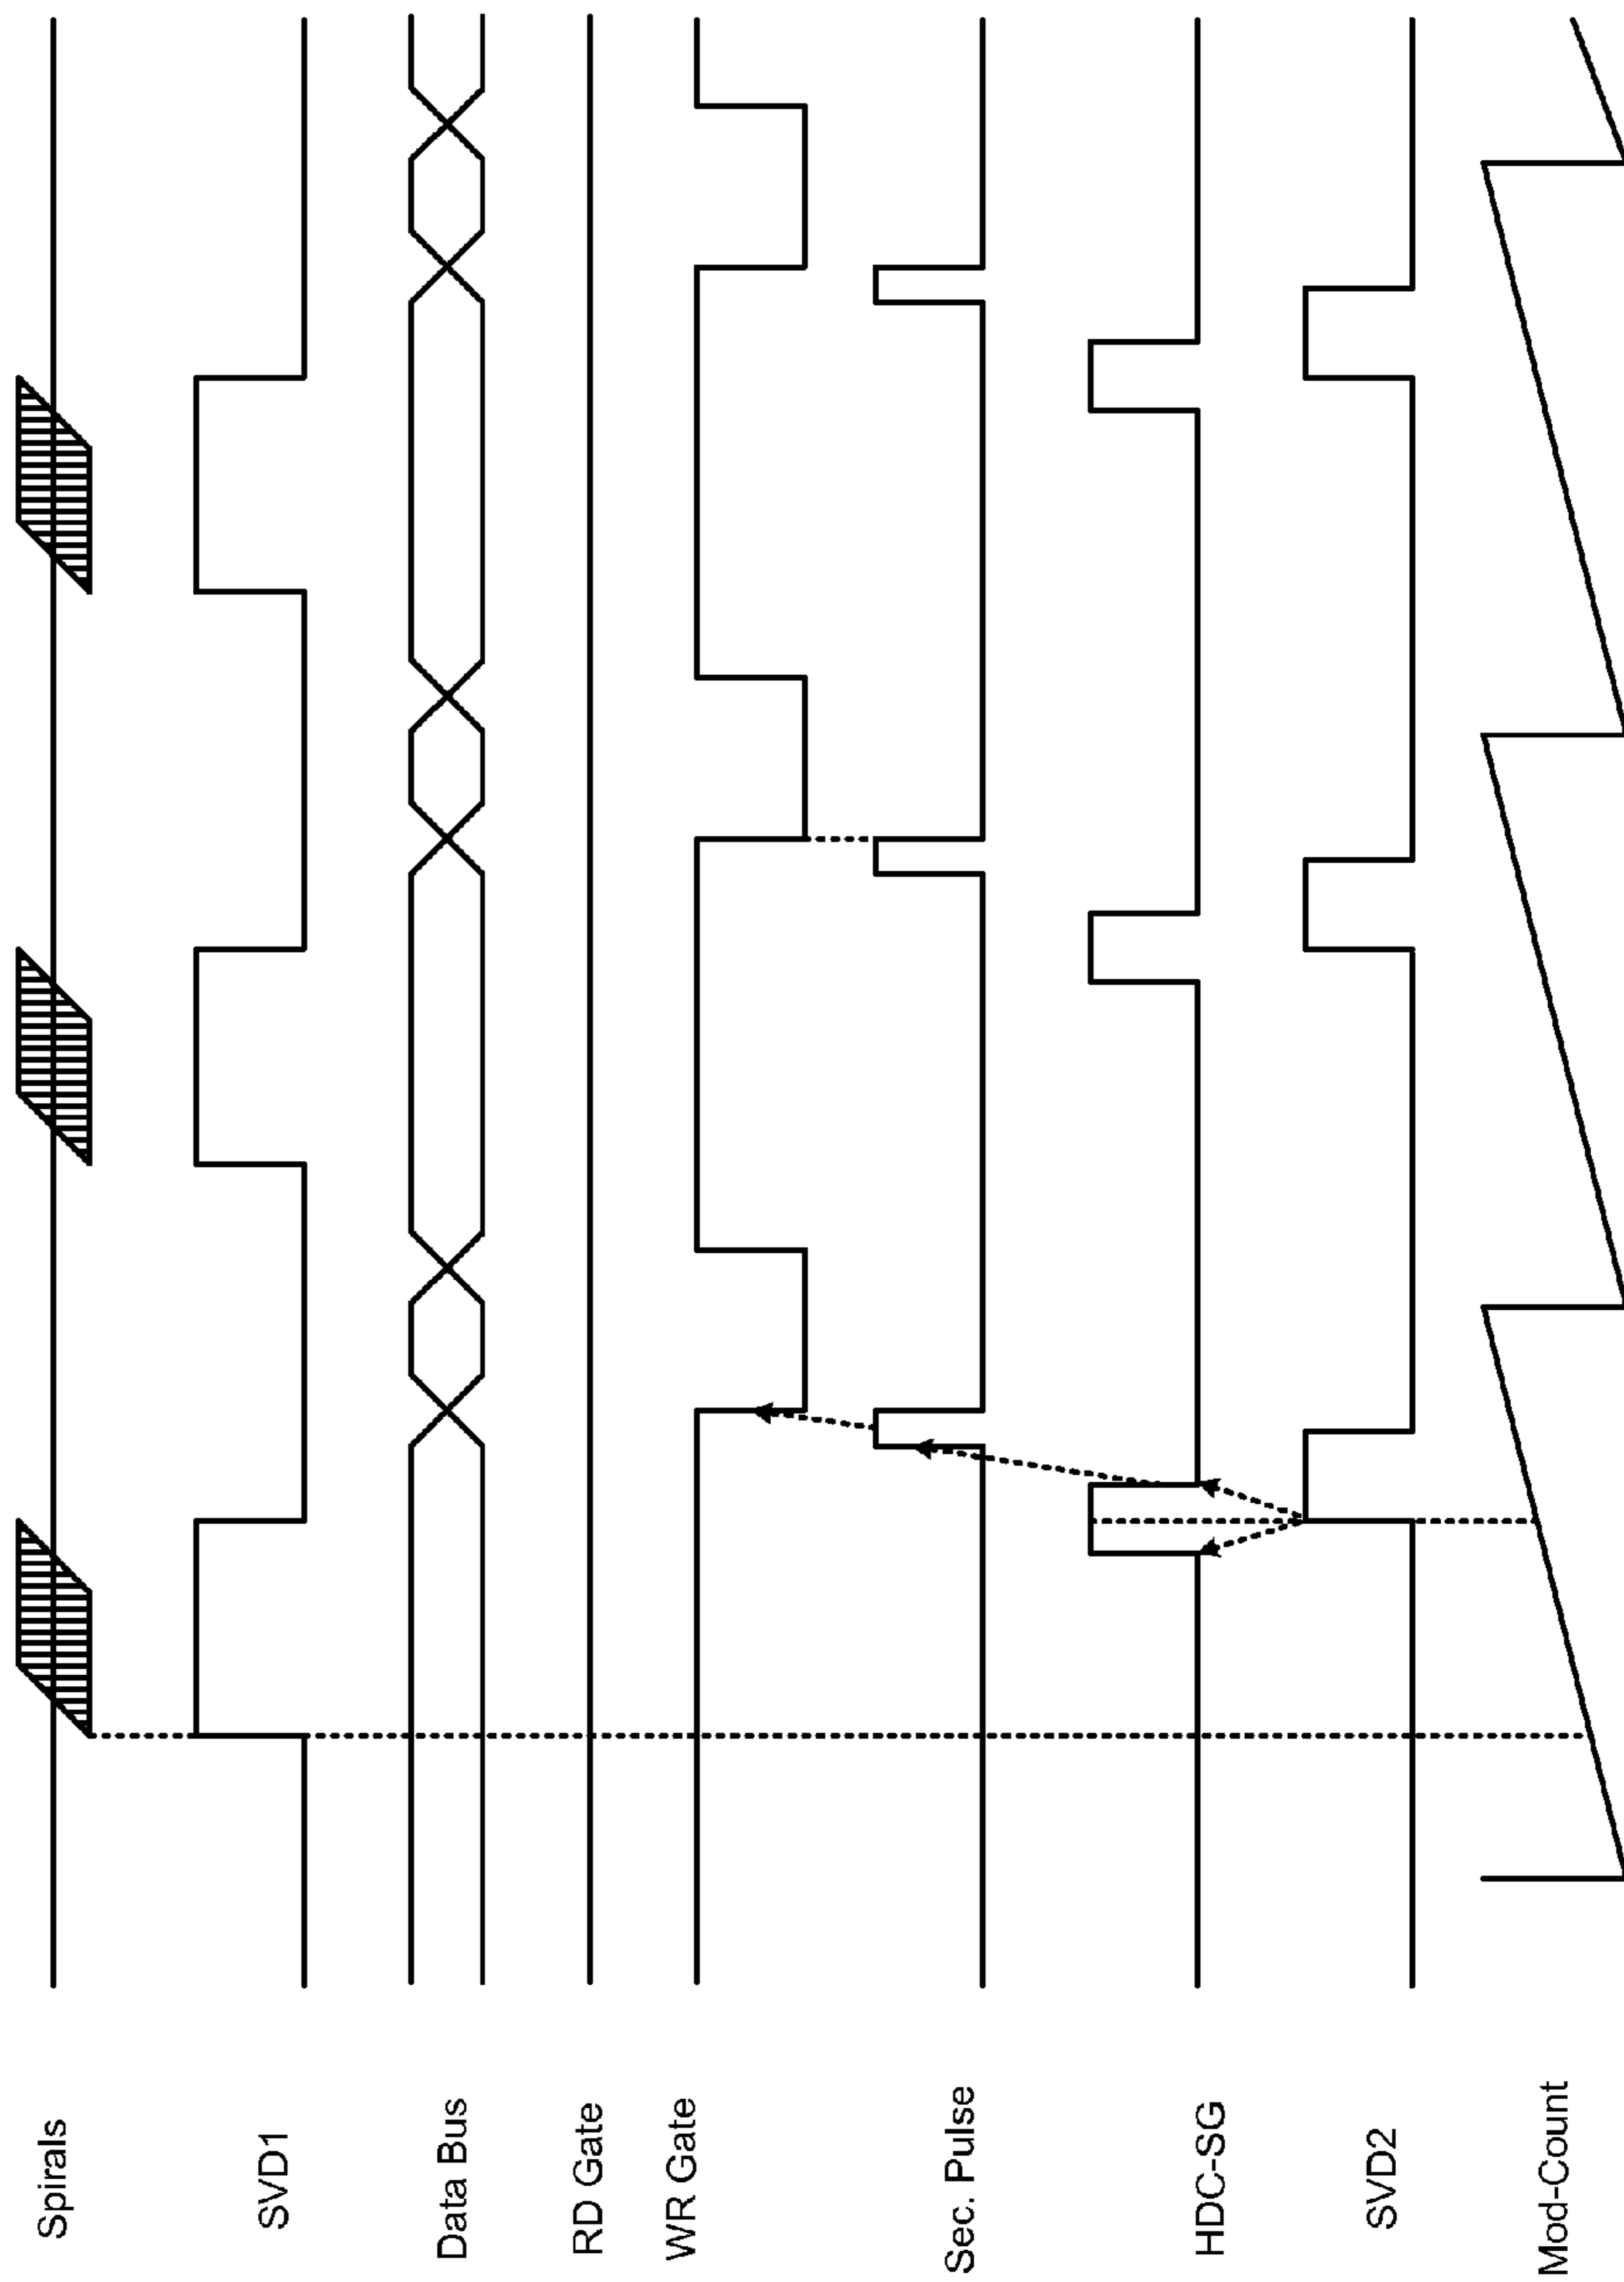 Spirals
SVD1
Data Bus
RD Gate
WR Gate
Sec. Pulse
HDC-SG
SVD2
Mod-Count